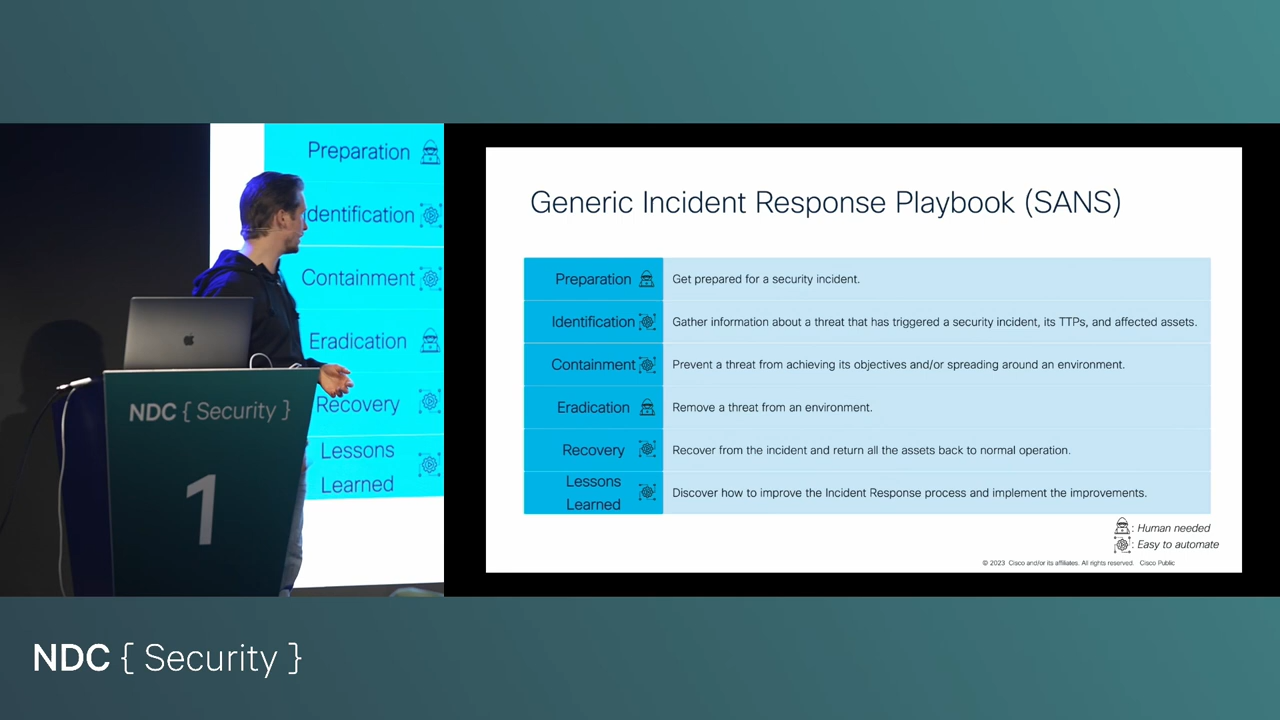 Preparation
dentification
Containment
Eradication
Recovery
Lessons
Learned
NDC { Security }
1
Generic Incident Response Playbook (SANS)
Preparation Get prepared for a security incident.
Identification Gather information about a threat that has triggered a security incident, its TTPs, and affected assets.
Containment Prevent a threat from achieving its objectives and/or spreading around an environment.
Eradication Remove a threat from an environment.
Recovery Recover from the incident and return all the assets back to normal operation.
Lessons
Learned Discover how to improve the Incident Response process and implement the improvements.
: Human needed
: Easy to automate
© 2023 Cisco and/or its affiliates. All rights reserved. Cisco Public
NDC { Security }